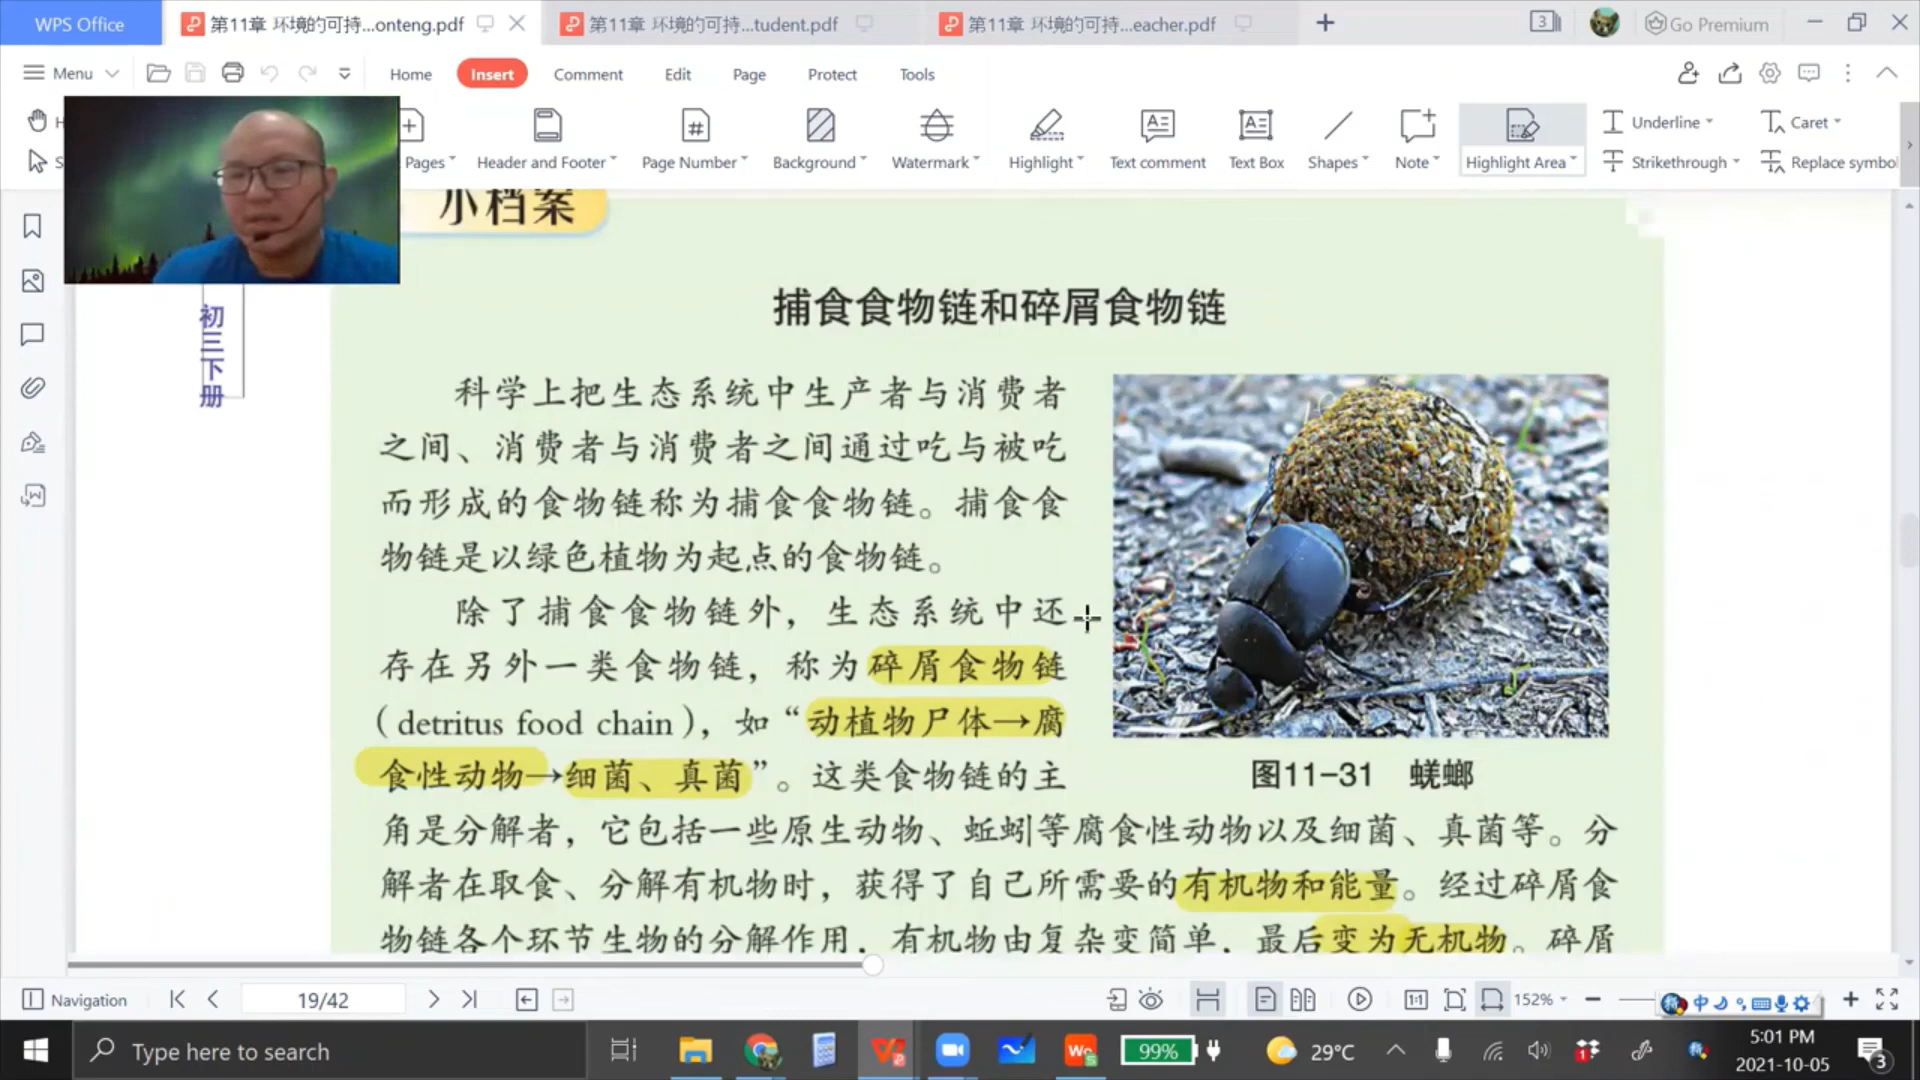 WPS Office
第11章 环境的可持...onteng.pdf
第11章 环境的可持...tudent.pdf
第11章 环境的可持...eacher.pdf
3
Go Premium
Menu
Home
Insert
Comment
Edit
Page
Protect
Tools
Pages
Header and Footer
Page Number
Background
Watermark
Highlight
Text comment
Text Box
Shapes
Note
Highlight Area
Underline
Strikethrough
Caret
Replace symbol
小档案
初三下册
捕食食物链和碎屑食物链
科学上把生态系统中生产者与消费者
之间、消费者与消费者之间通过吃与被吃
而形成的食物链称为捕食食物链。捕食食
物链是以绿色植物为起点的食物链。
除了捕食食物链外，生态系统中还
存在另外一类食物链，称为碎屑食物链
（detritus food chain），如“动植物尸体→腐
食性动物→细菌、真菌”。这类食物链的主
角是分解者，它包括一些原生动物、蚯蚓等腐食性动物以及细菌、真菌等。分
解者在取食、分解有机物时，获得了自己所需要的有机物和能量。经过碎屑食
物链各个环节生物的分解作用，有机物由复杂变简单，最后变为无机物。碎屑
图11-31 蜣螂
Navigation
19/42
152%
中
Type here to search
99%
29°C
5:01 PM
2021-10-05
3